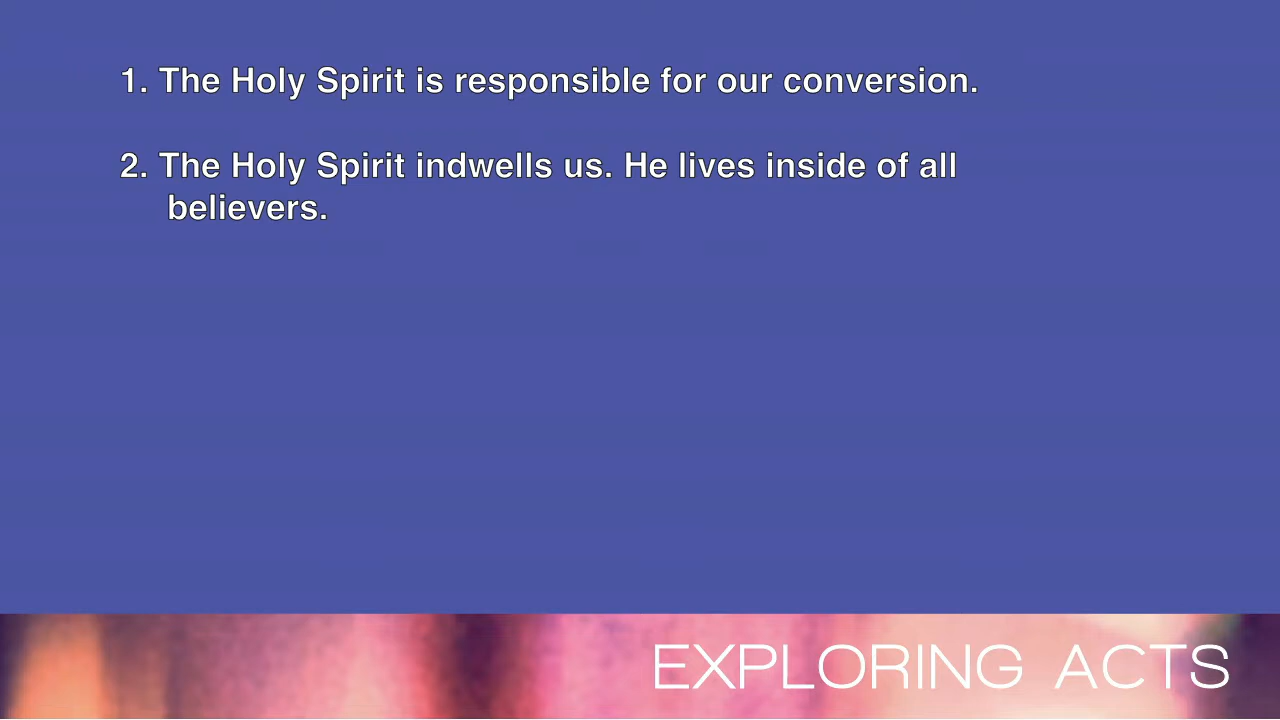 1. The Holy Spirit is responsible for our conversion.
2. The Holy Spirit indwells us. He lives inside of all
believers.
EXPLORING ACTS